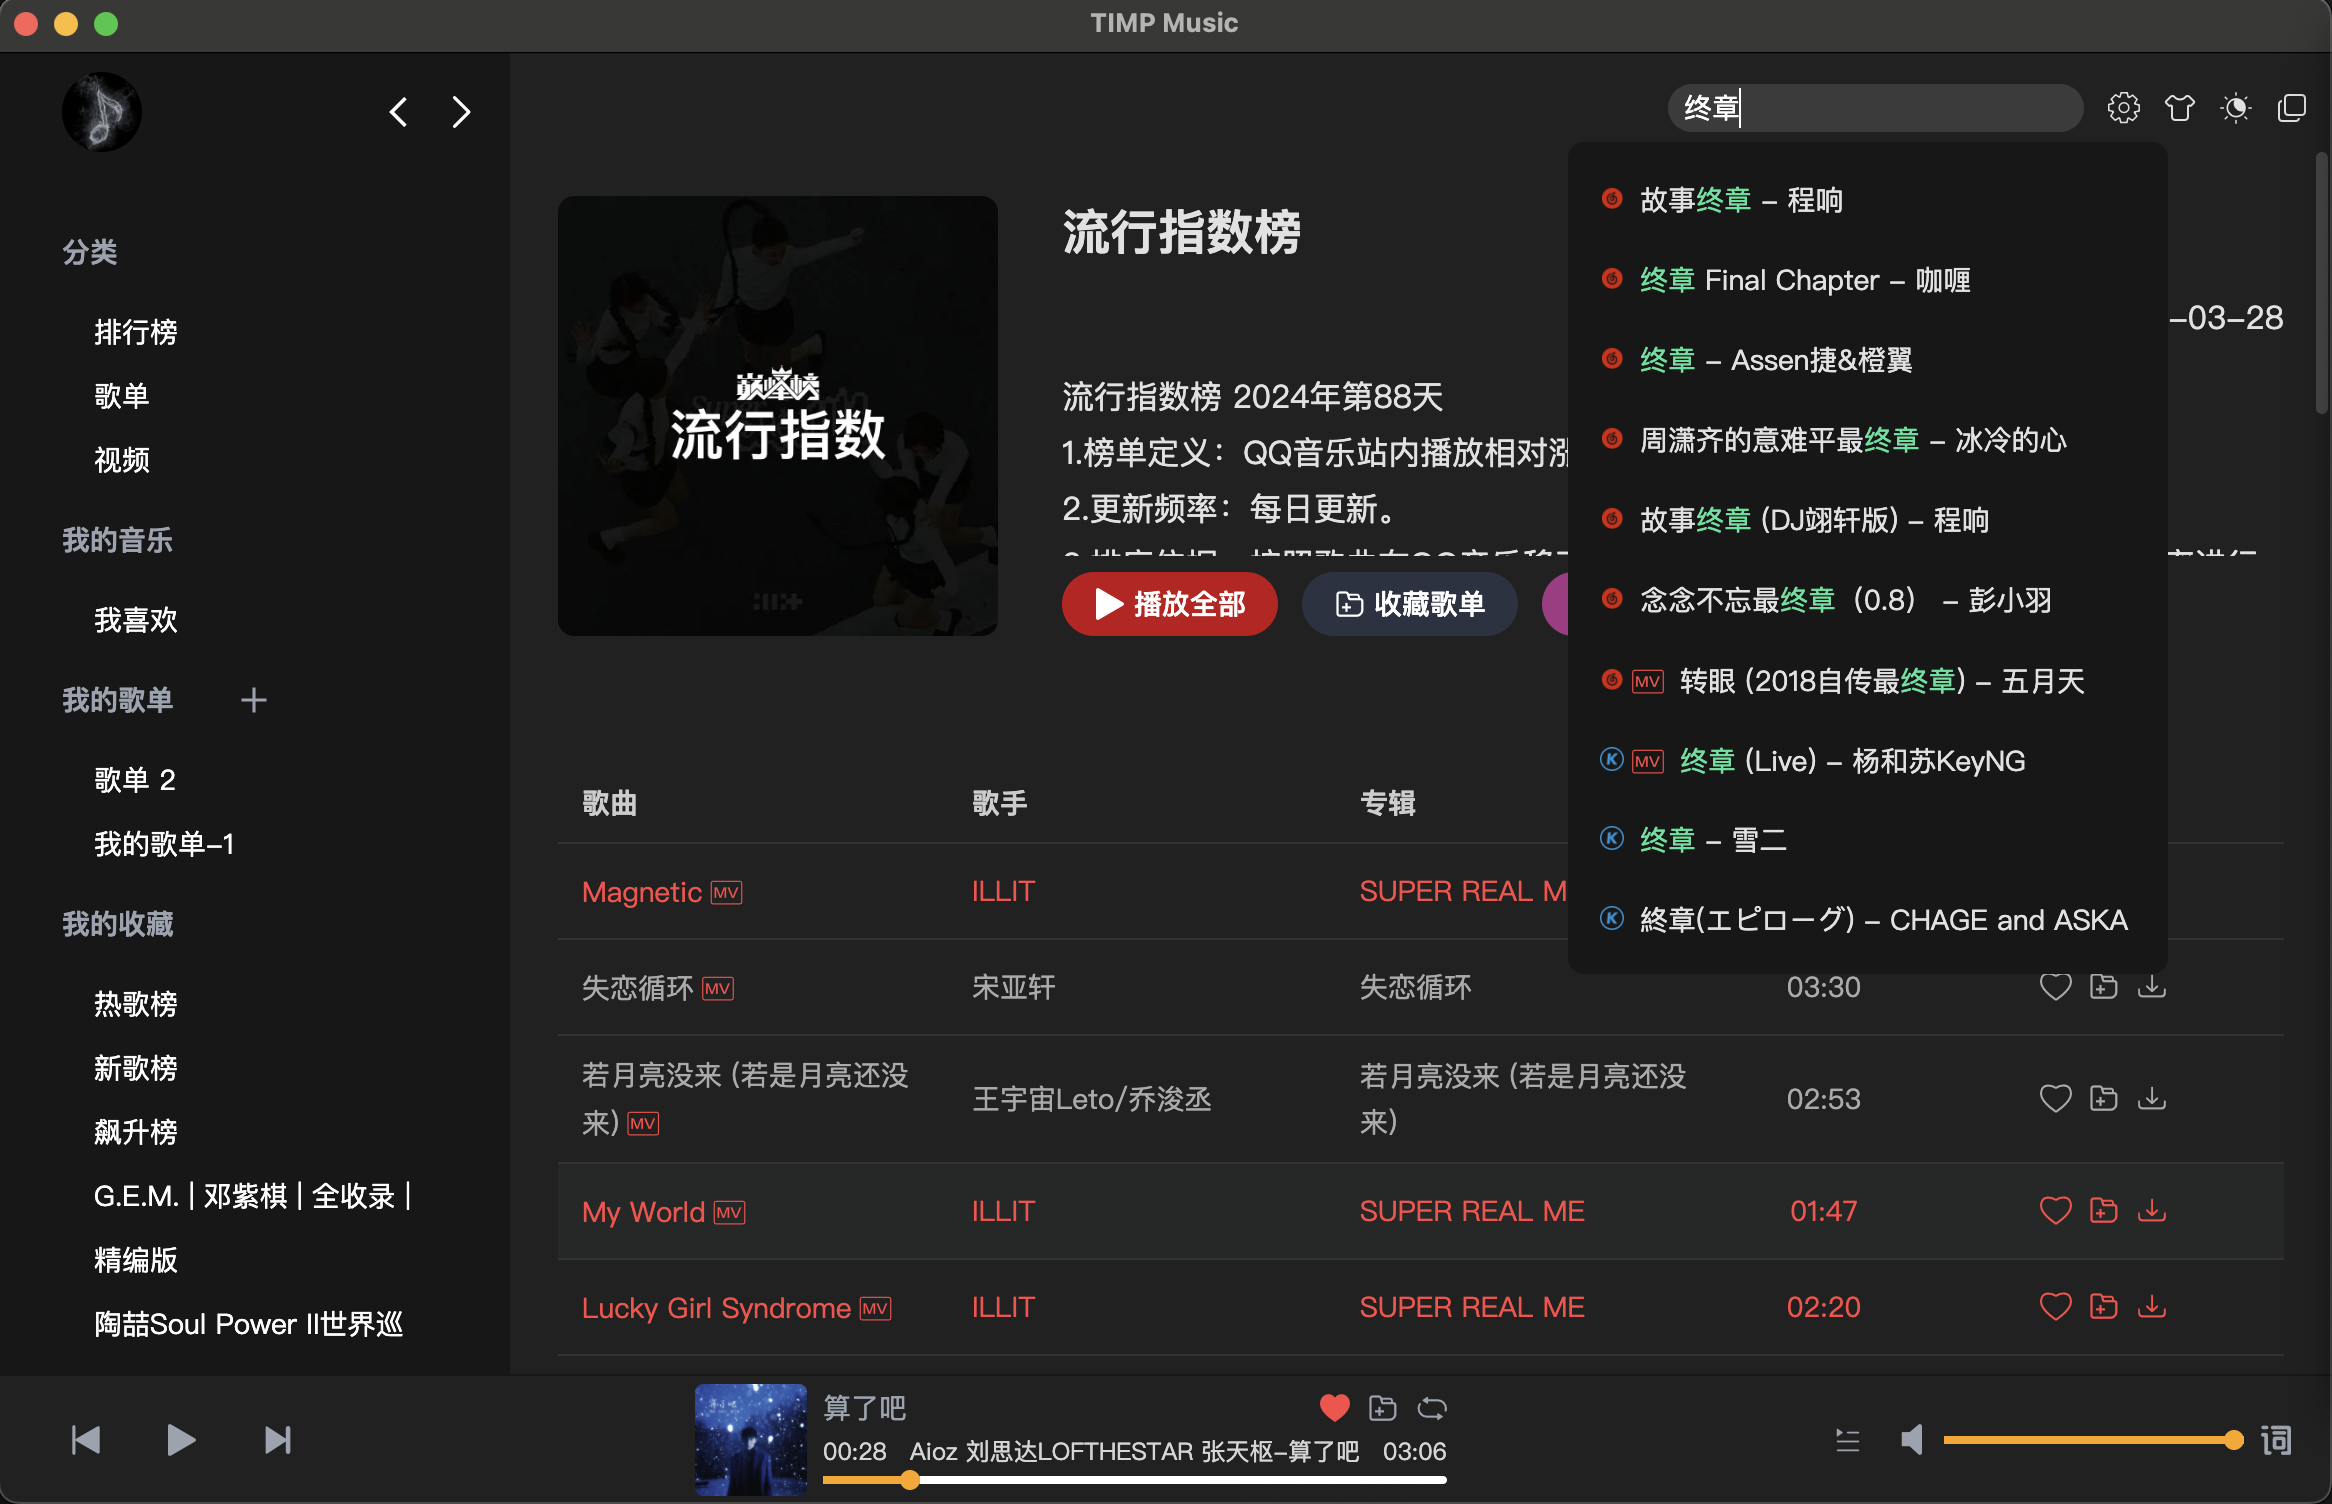 TIMP Music
终章
分类
排行榜
歌单
视频
我的音乐
我喜欢
我的歌单
歌单 2
我的歌单-1
我的收藏
热歌榜
新歌榜
飙升榜
G.E.M. | 邓紫棋 | 全收录 |
精编版
陶喆Soul Power II世界巡
巅峰榜
流行指数
流行指数榜
-03-28
流行指数榜 2024年第88天
1.榜单定义：QQ音乐站内播放相对涨
2.更新频率：每日更新。
播放全部
收藏歌单
故事终章 - 程响
终章 Final Chapter - 咖喱
终章 - Assen捷&橙翼
周潇齐的意难平最终章 - 冰冷的心
故事终章 (DJ翊轩版) - 程响
念念不忘最终章（0.8） - 彭小羽
MV 转眼 (2018自传最终章) - 五月天
MV 终章 (Live) - 杨和苏KeyNG
终章 - 雪二
終章(エピローグ) - CHAGE and ASKA
歌曲 歌手 专辑
Magnetic MV ILLIT SUPER REAL M
失恋循环 MV 宋亚轩 失恋循环 03:30
若月亮没来 (若是月亮还没
来) MV 王宇宙Leto/乔浚丞 若月亮没来 (若是月亮还没
来) 02:53
My World MV ILLIT SUPER REAL ME 01:47
Lucky Girl Syndrome MV ILLIT SUPER REAL ME 02:20
算了吧
00:28 Aioz 刘思达LOFTHESTAR 张天枢-算了吧 03:06
词